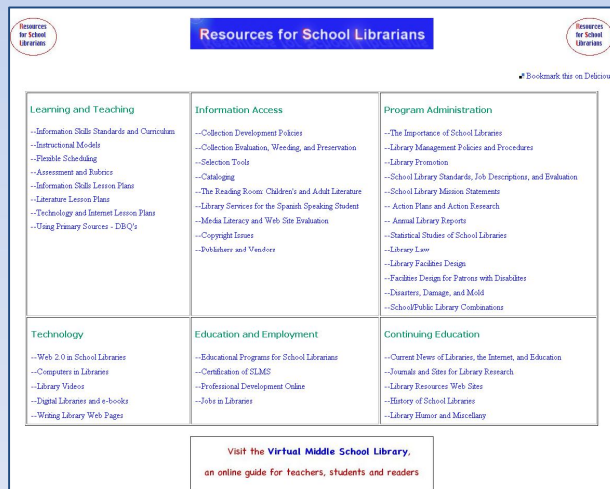 Resources
for School
Librarians
Resources for School Librarians
Resources
for School
Librarians
Bookmark this on Deliciou
Learning and Teaching
--Information Skills Standards and Curriculum
--Instructional Models
--Flexible Scheduling
--Assessment and Rubrics
--Information Skills Lesson Plans
--Literature Lesson Plans
--Technology and Internet Lesson Plans
--Using Primary Sources - DBQ's
Information Access
--Collection Development Policies
--Collection Evaluation, Weeding, and Preservation
--Selection Tools
--Cataloging
--The Reading Room: Children's and Adult Literature
--Library Services for the Spanish Speaking Student
--Media Literacy and Web Site Evaluation
--Copyright Issues
--Publishers and Vendors
Program Administration
--The Importance of School Libraries
--Library Management Policies and Procedures
--Library Promotion
--School Library Standards, Job Descriptions, and Evaluation
--School Library Mission Statements
-- Action Plans and Action Research
-- Annual Library Reports
--Statistical Studies of School Libraries
--Library Law
--Library Facilities Design
--Facilities Design for Patrons with Disabilites
--Disasters, Damage, and Mold
--School/Public Library Combinations
Technology
--Web 2.0 in School Libraries
--Computers in Libraries
--Library Videos
--Digital Libraries and e-books
--Writing Library Web Pages
Education and Employment
--Educational Programs for School Librarians
--Certification of SLMS
--Professional Development Online
--Jobs in Libraries
Continuing Education
--Current News of Libraries, the Internet, and Education
--Journals and Sites for Library Research
--Library Resources Web Sites
--History of School Libraries
--Library Humor and Miscellany
Visit the Virtual Middle School Library,
an online guide for teachers, students and readers